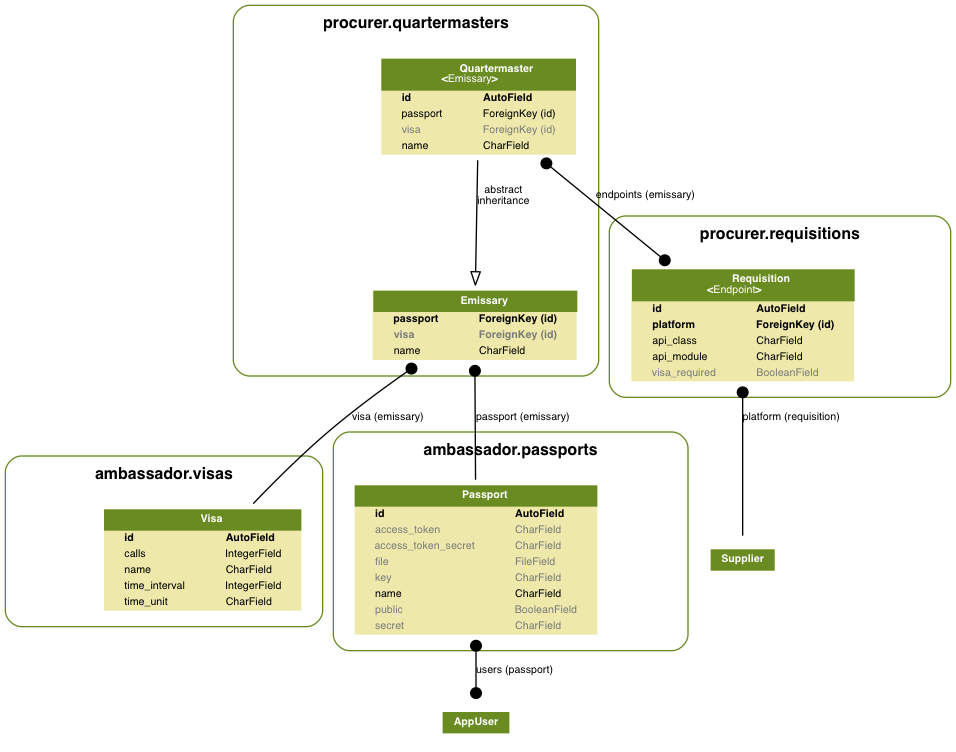 procurer.quartermasters
Quartermaster
<Emissary>
id AutoField
passport ForeignKey (id)
visa ForeignKey (id)
name CharField
abstract
inheritance
endpoints (emissary)
procurer.requisitions
Requisition
<Endpoint>
id AutoField
platform ForeignKey (id)
api_class CharField
api_module CharField
visa_required BooleanField
Emissary
passport ForeignKey (id)
visa ForeignKey (id)
name CharField
visa (emissary)
passport (emissary)
platform (requisition)
ambassador.visas
Visa
id AutoField
calls IntegerField
name CharField
time_interval IntegerField
time_unit CharField
ambassador.passports
Passport
id AutoField
access_token CharField
access_token_secret CharField
file FileField
key CharField
name CharField
public BooleanField
secret CharField
Supplier
users (passport)
AppUser